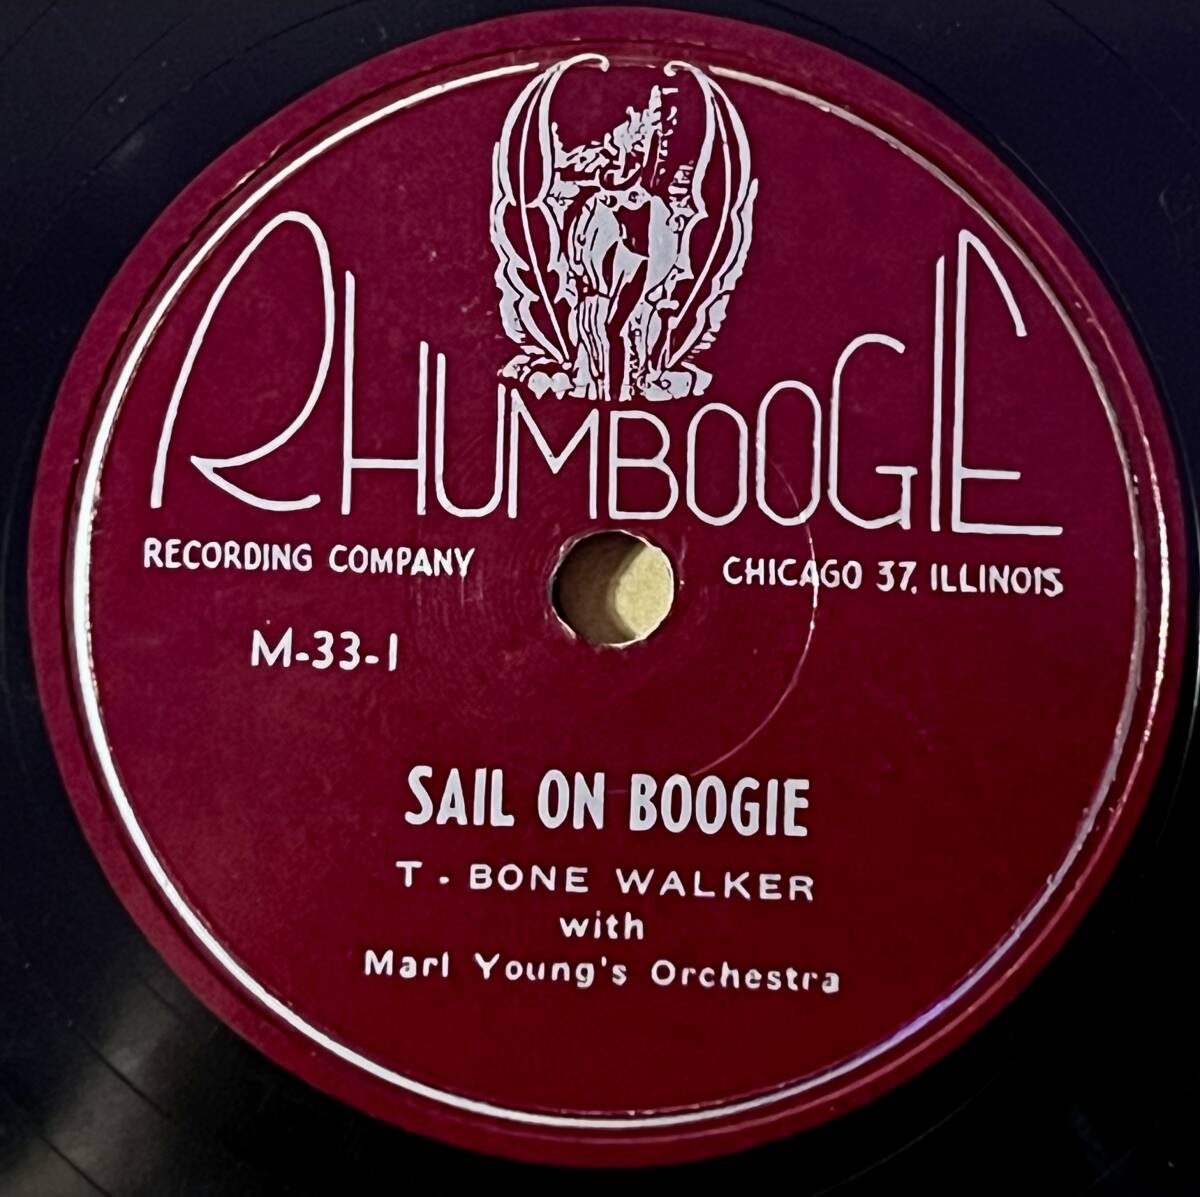 RHUMBOOGIE
RECORDING COMPANY CHICAGO 37, ILLINOIS
M-33-1
SAIL ON BOOGIE
T. BONE WALKER
with
Marl Young's Orchestra